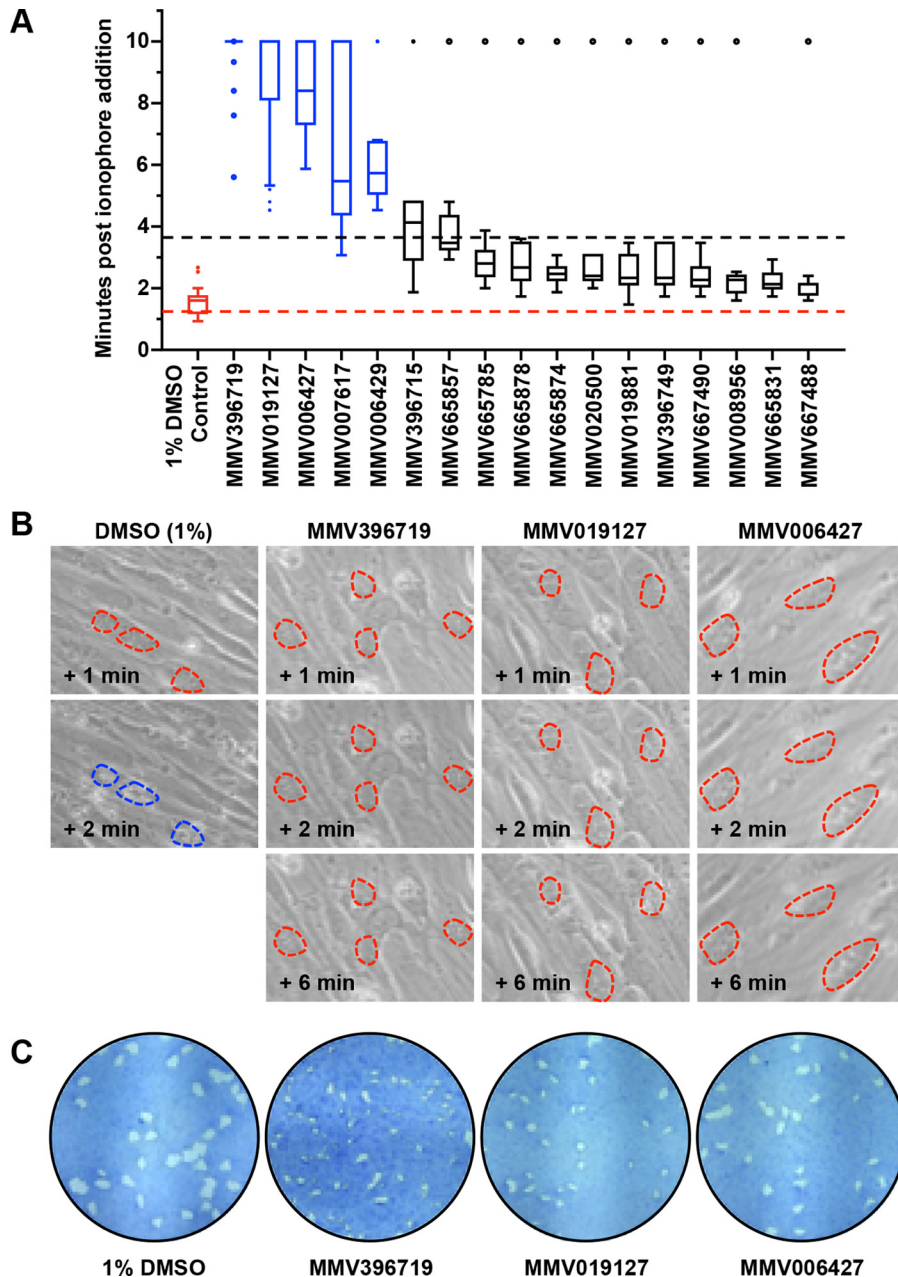 A
Minutes post ionophore addition
10
8
6
4
2
0
1% DMSO
Control
MMV396719
MMV019127
MMV006427
MMV007617
MMV006429
MMV396715
MMV665857
MMV665785
MMV665878
MMV665874
MMV020500
MMV019881
MMV396749
MMV667490
MMV008956
MMV665831
MMV667488
B
DMSO (1%) MMV396719 MMV019127 MMV006427
+ 1 min + 1 min + 1 min + 1 min
+ 2 min + 2 min + 2 min + 2 min
+ 6 min + 6 min + 6 min
C
1% DMSO MMV396719 MMV019127 MMV006427